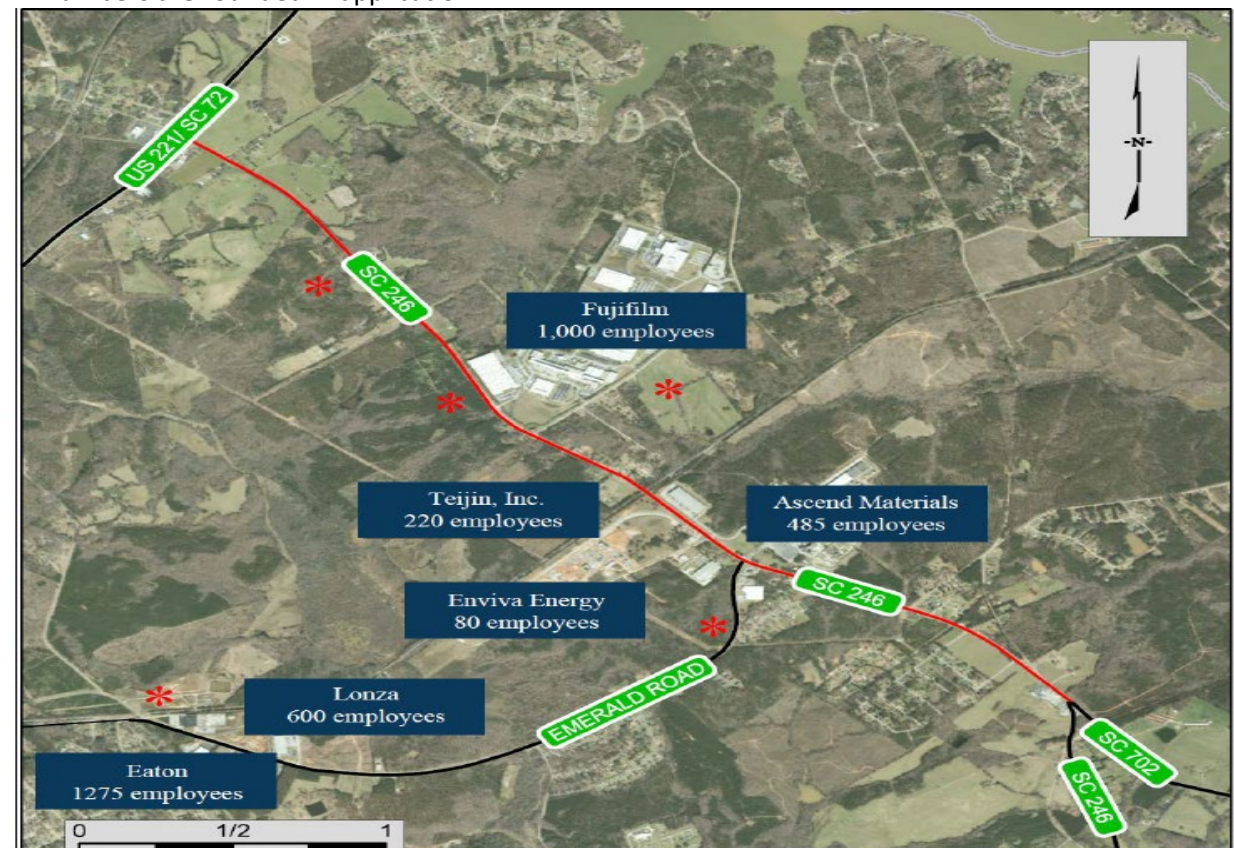 US 221/ SC 72
-N-
SC 246
*
Fujifilm
1,000 employees
*
*
Teijin, Inc.
220 employees
Ascend Materials
485 employees
SC 246
Enviva Energy
80 employees
*
EMERALD ROAD
*
Lonza
600 employees
SC 702
SC 246
Eaton
1275 employees
0 1/2 1